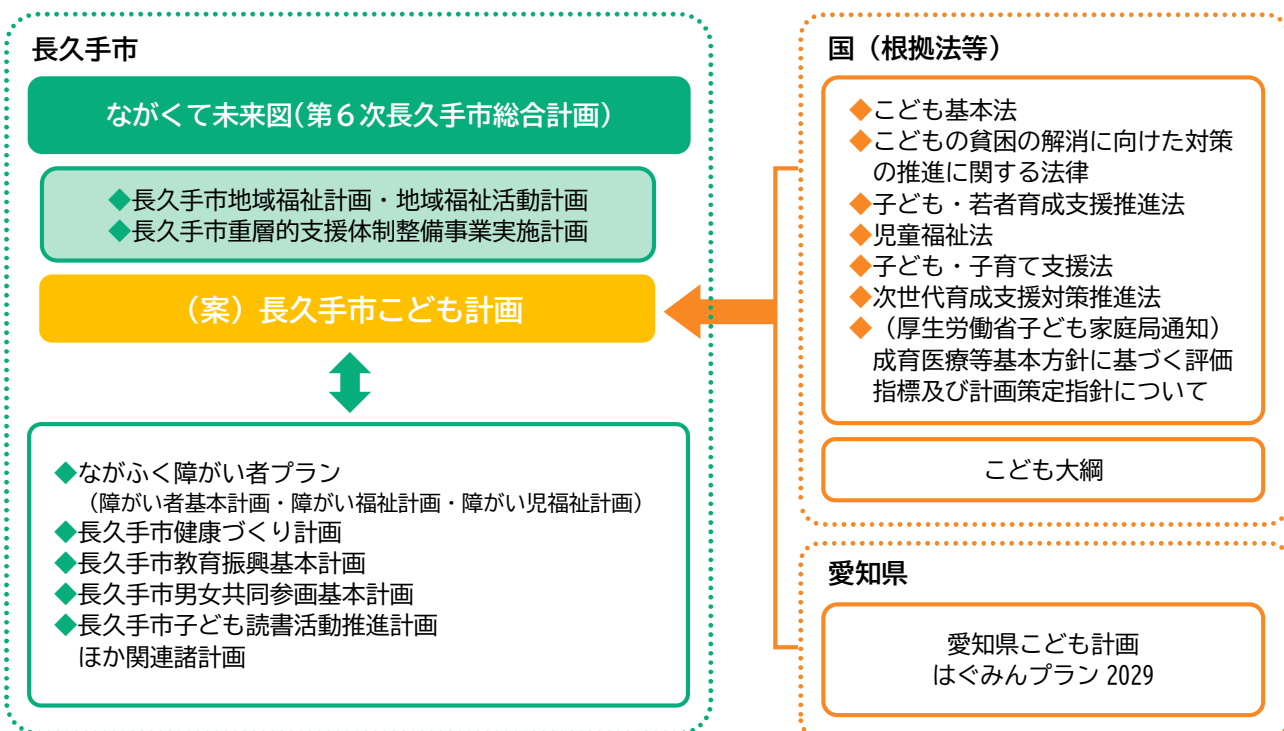 長久手市
ながくて未来図(第６次長久手市総合計画)
◆長久手市地域福祉計画・地域福祉活動計画
◆長久手市重層的支援体制整備事業実施計画
（案）長久手市こども計画
◆ながふく障がい者プラン
（障がい者基本計画・障がい福祉計画・障がい児福祉計画）
◆長久手市健康づくり計画
◆長久手市教育振興基本計画
◆長久手市男女共同参画基本計画
◆長久手市子ども読書活動推進計画
ほか関連諸計画
国（根拠法等）
◆こども基本法
◆こどもの貧困の解消に向けた対策
の推進に関する法律
◆子ども・若者育成支援推進法
◆児童福祉法
◆子ども・子育て支援法
◆次世代育成支援対策推進法
◆（厚生労働省子ども家庭局通知）
成育医療等基本方針に基づく評価
指標及び計画策定指針について
こども大綱
愛知県
愛知県こども計画
はぐみんプラン 2029